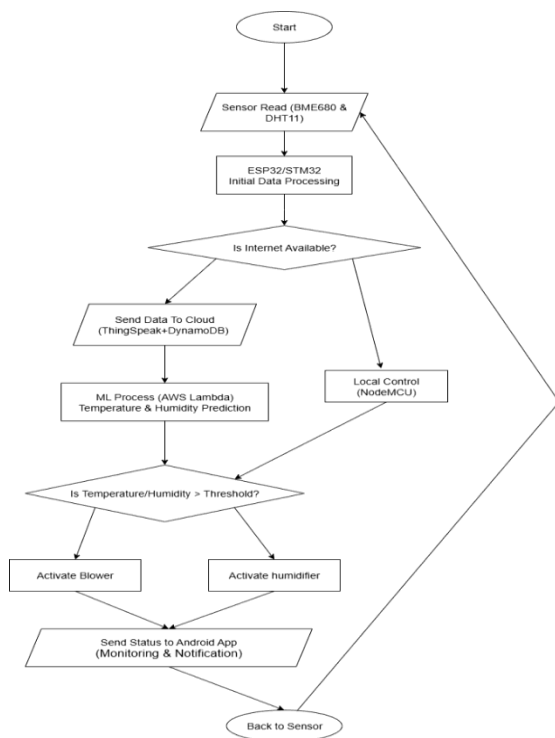 Start
Sensor Read (BME680 &
DHT11)
ESP32/STM32
Initial Data Processing
Is Internet Available?
Send Data To Cloud
(ThingSpeak+DynamoDB)
ML Process (AWS Lambda)
Temperature & Humidity Prediction
Local Control
(NodeMCU)
Is Temperature/Humidity > Threshold?
Activate Blower
Activate humidifier
Send Status to Android App
(Monitoring & Notification)
Back to Sensor